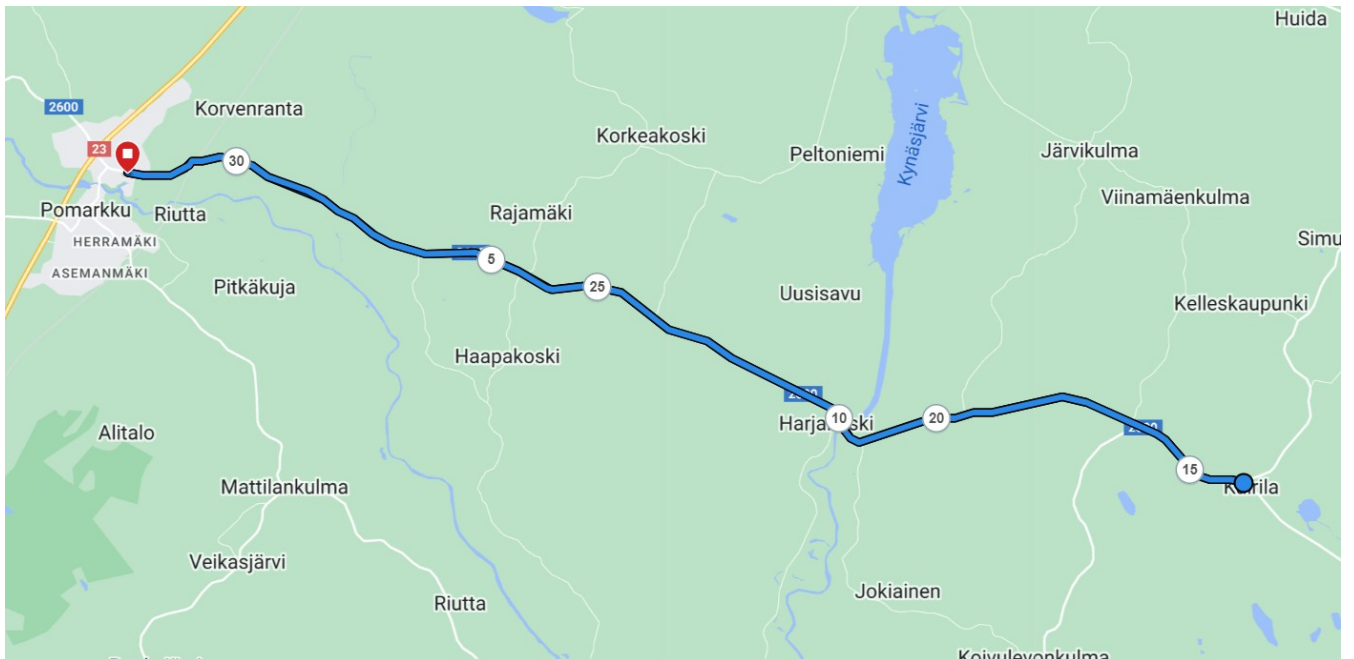 Huida
2600
Korvenranta
Korkeakoski
Kynäsjärvi
Peltoniemi
Järvikulma
23
30
Viinamäenkulma
Pomarkku
Riutta
Rajamäki
HERRAMÄKI
5
ASEMANMÄKI
Pitkäkuja
25
Uusisavu
Kelleskaupunki
Haapakoski
10
20
Alitalo
15
Mattilankulma
Veikasjärvi
Riutta
Jokiainen